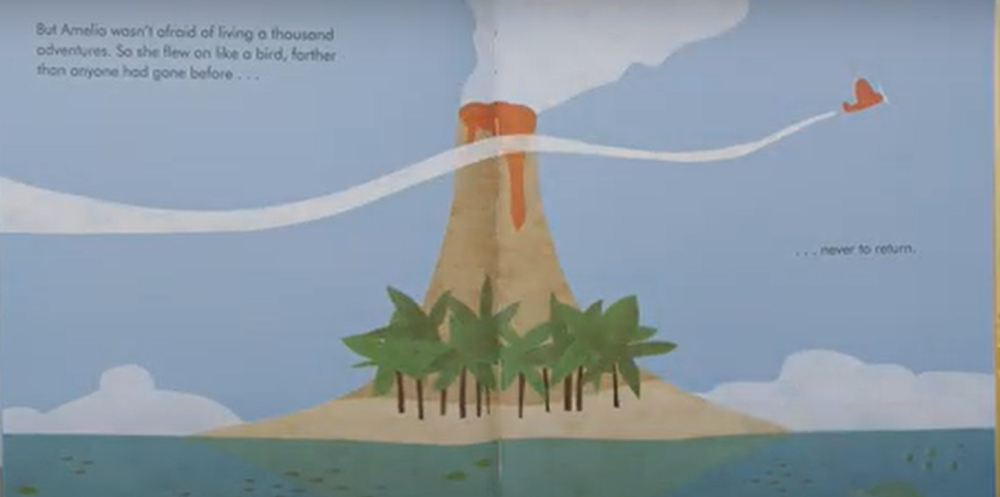 But Amelia wasn't afraid of living a thousand
adventures. So she flew on like a bird, farther
than anyone had gone before . . .
. . . never to return.